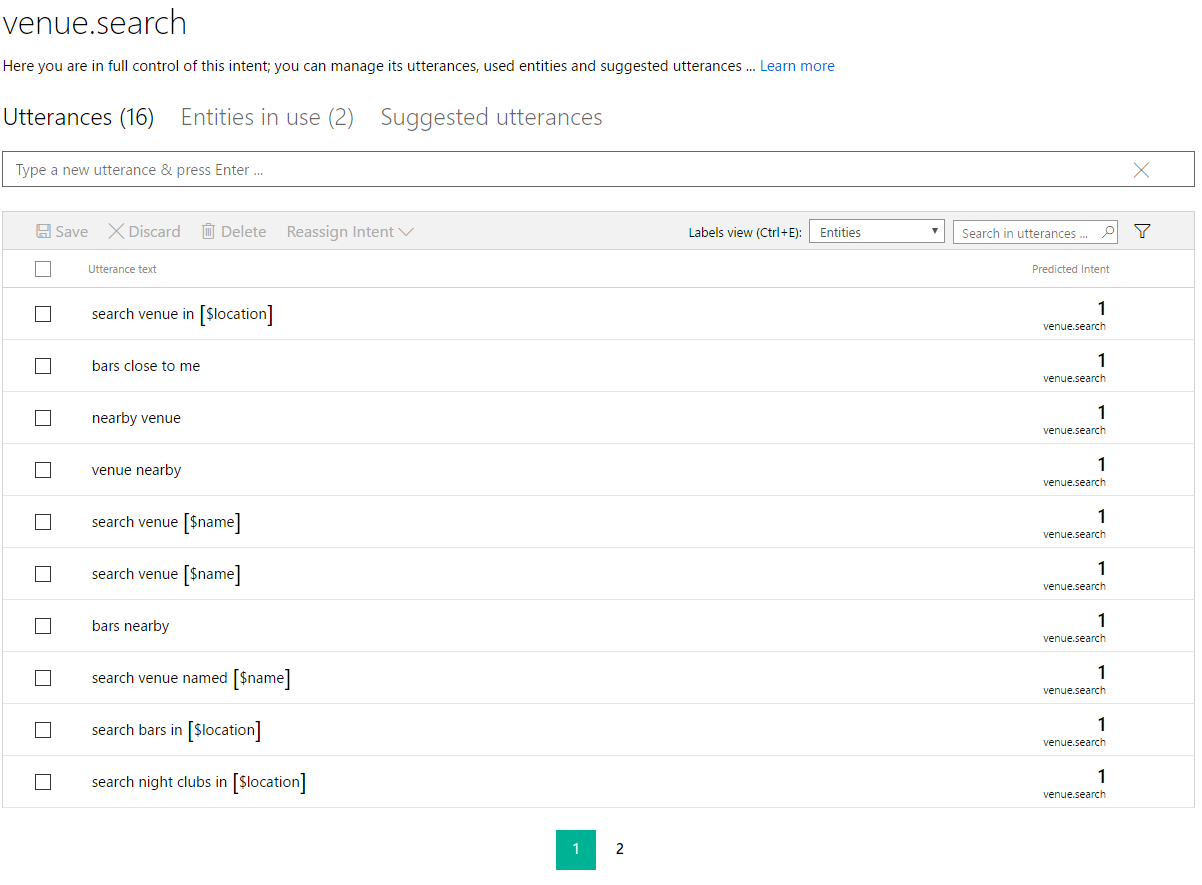 venue.search
Here you are in full control of this intent; you can manage its utterances, used entities and suggested utterances ... Learn more
Utterances (16) Entities in use (2) Suggested utterances
Type a new utterance & press Enter ...
Save Discard Delete Reassign Intent Labels view (Ctrl+E): Entities Search in utterances ...
Utterance text Predicted Intent
search venue in [$location] 1
venue.search
bars close to me 1
venue.search
nearby venue 1
venue.search
venue nearby 1
venue.search
search venue [$name] 1
venue.search
search venue [$name] 1
venue.search
bars nearby 1
venue.search
search venue named [$name] 1
venue.search
search bars in [$location] 1
venue.search
search night clubs in [$location] 1
venue.search
1 2